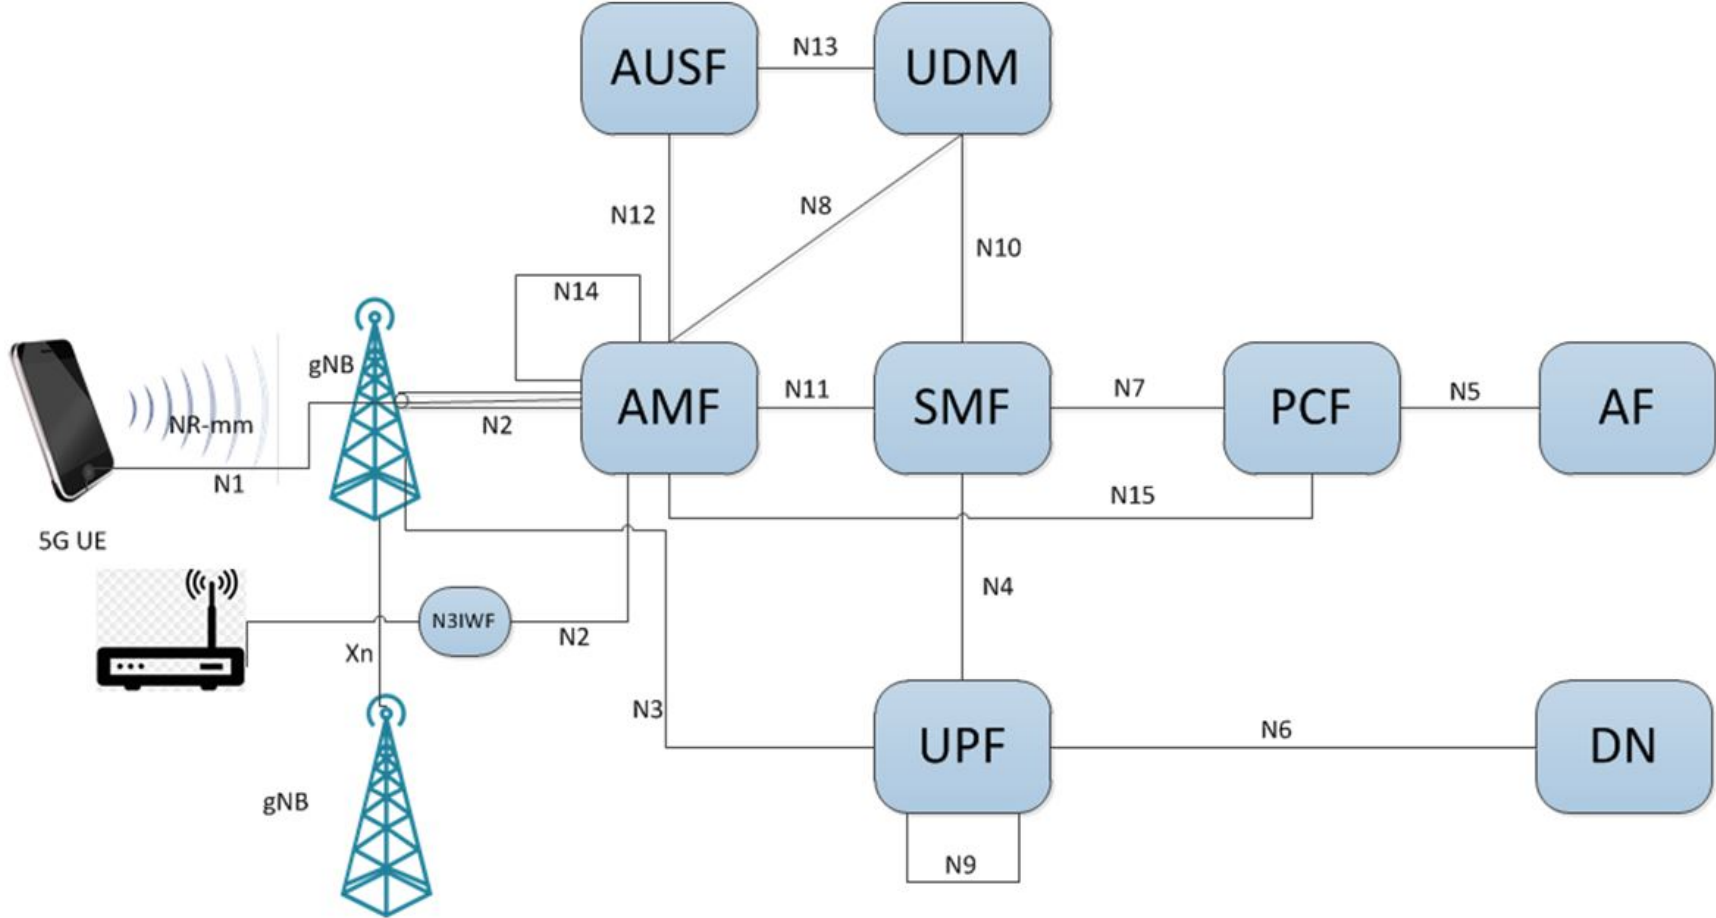 AUSF
N13
UDM
N12
N8
N10
N14
gNB
NR-mm
N1
N2
AMF
N11
SMF
N7
PCF
N5
AF
N15
5G UE
N3IWF
N2
Xn
N4
N3
UPF
N6
DN
gNB
N9